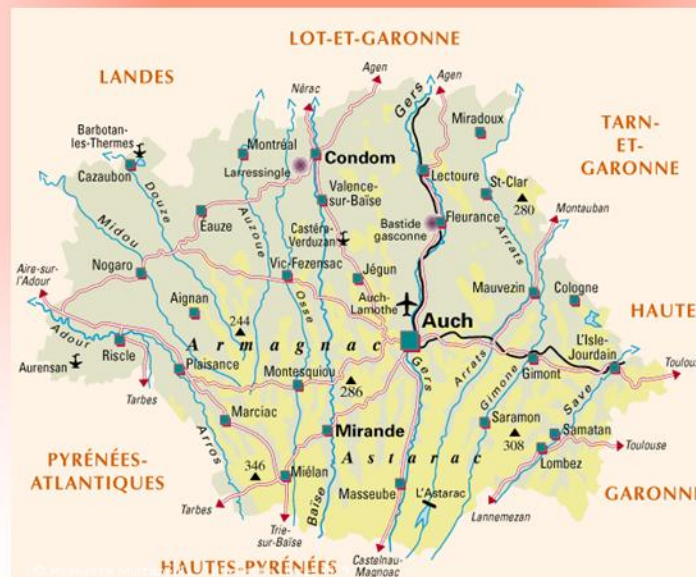 LOT-ET-GARONNE
LANDES
Agen
Nérac
Agen
Gers
Miradoux
TARN-
ET-
GARONNE
Barbotan-
les-Thermes
Montréal
Condom
Larressingle
Cazaubon
Lectoure
St-Clar
280
Douze
Valence-
sur-Baïse
Montauban
Midou
Eauze
Auzoue
Castéra-
Verduzan
Bastide
gasconne
Fleurance
Arrats
Aire-sur-
l'Adour
Nogaro
Vic-Fezensac
Jégun
Mauvezin
Cologne
Osse
Aignan
Auch-
Lamothe
HAUTE
244
Auch
Adour
Armagnac
L'Isle-
Jourdain
Riscle
Aurensan
Plaisance
Gers
Arrats
Gimone
Gimont
Save
Toulou
Tarbes
Montesquiou
286
Marciac
Arros
Mirande
Saramon
308
Samatan
Toulouse
PYRÉNÉES-
ATLANTIQUES
Astarac
Lombez
346
Miélan
Baïse
Masseube
L'Astarac
GARONN
Tarbes
Trie-
sur-Baïse
Lannemezan
HAUTES-PYRÉNÉES
Castelnau-
Magnoac